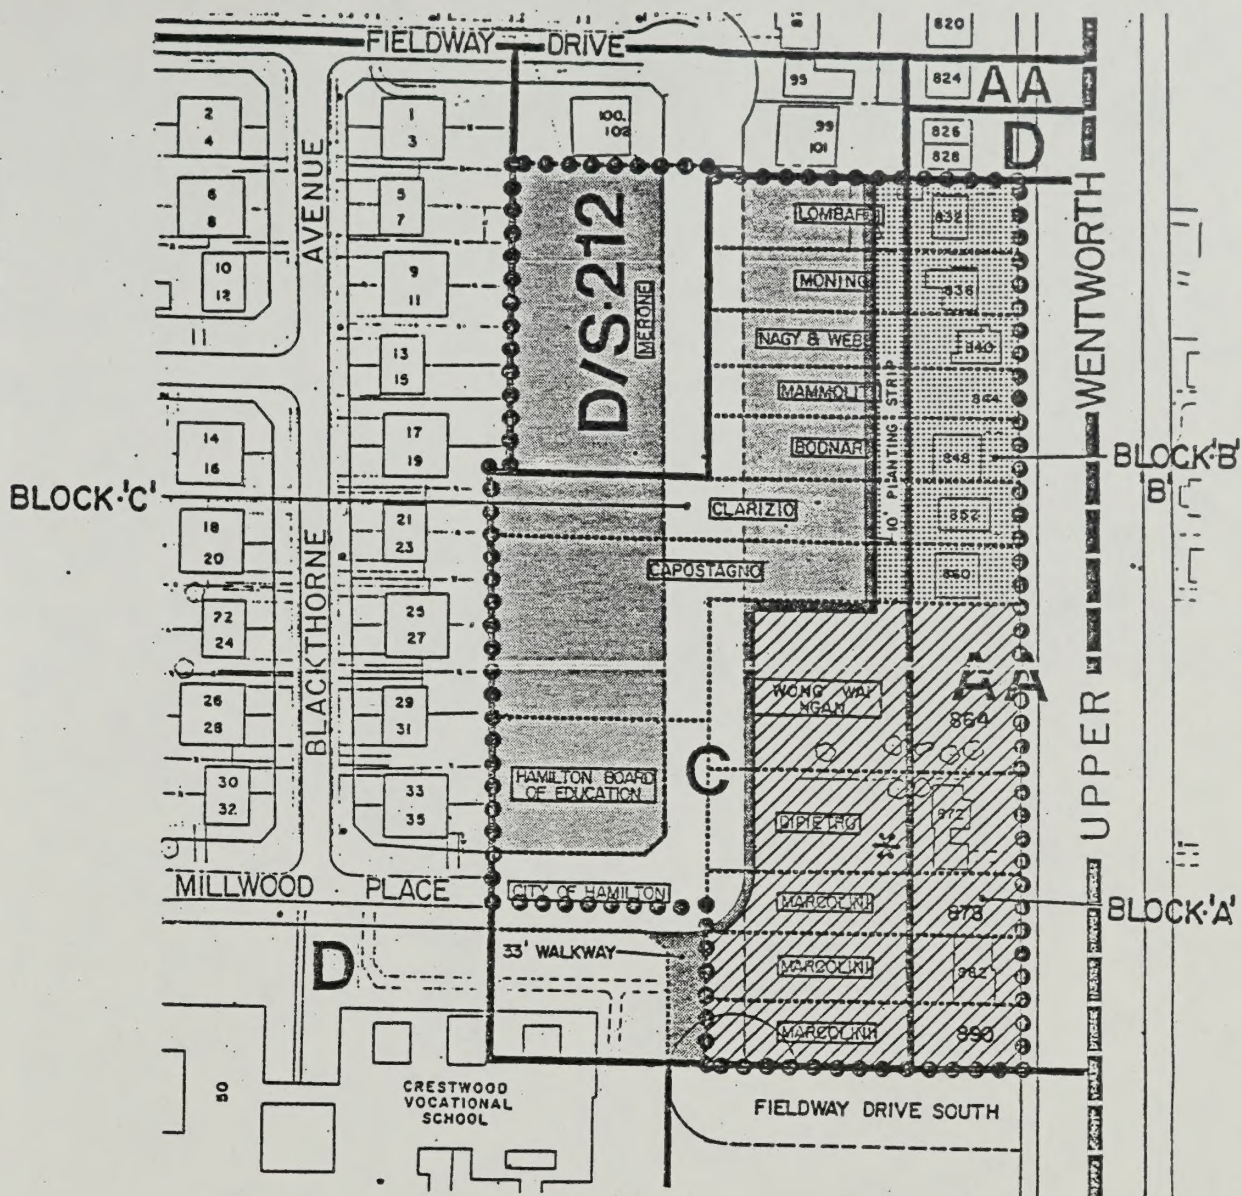 820
FIELDWAY DRIVE
95
824
AA
2
4
1
3
100.
102
99
101
826
828
D
AVENUE
6
8
5
7
D/S.212
MERONE
832
WENTWORTH
10
12
9
11
MONING
836
13
15
NAGY & WEB
840
MAMMOLIT
844
10' PLANTING STRIP
14
16
17
19
BODNAR
848
BLOCK-'B'
B'
BLOCK-'C'
CLARIZIO
852
18
20
21
23
CAPOSTAGNO
860
BLACKTHORNE
22
24
25
27
AA
UPPER
WONG WAI
NGAN
864
26
28
29
31
C
30
32
33
35
HAMILTON BOARD
OF EDUCATION
DIPIETRO
872
MILLWOOD PLACE
CITY OF HAMILTON
MARCOLINI
878
BLOCK-'A'
D
33' WALKWAY
MARCOLINI
882
MARCOLINI
890
50
CRESTWOOD
VOCATIONAL
SCHOOL
FIELDWAY DRIVE SOUTH